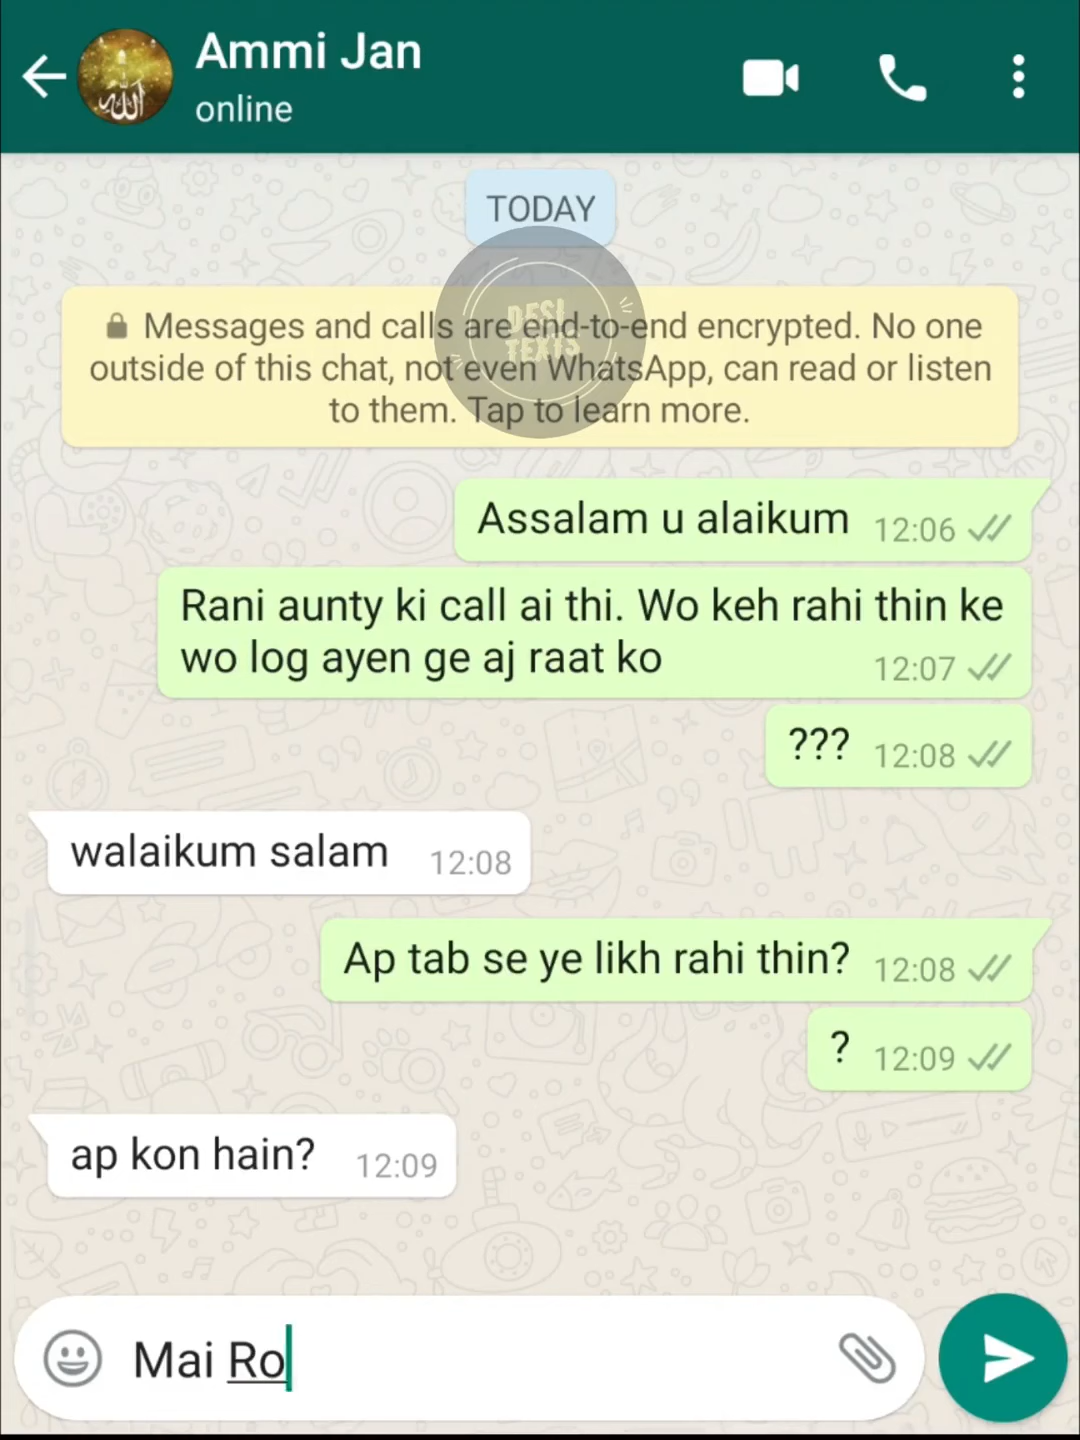 Ammi Jan
online
TODAY
DESI
TEXTS
Messages and calls are end-to-end encrypted. No one
outside of this chat, not even WhatsApp, can read or listen
to them. Tap to learn more.
Assalam u alaikum 12:06
Rani aunty ki call ai thi. Wo keh rahi thin ke
wo log ayen ge aj raat ko 12:07
??? 12:08
walaikum salam 12:08
Ap tab se ye likh rahi thin? 12:08
? 12:09
ap kon hain? 12:09
Mai Ro